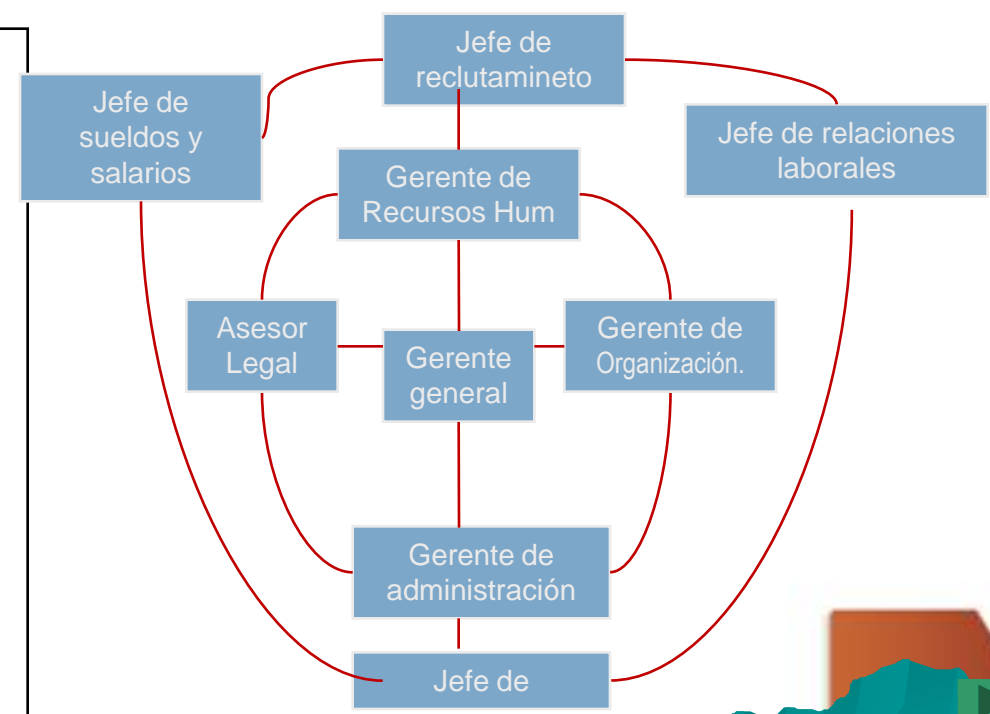 Jefe de
reclutamineto
Jefe de
sueldos y
salarios
Jefe de relaciones
laborales
Gerente de
Recursos Hum
Asesor
Legal
Gerente
general
Gerente de
Organización.
Gerente de
administración
Jefe de